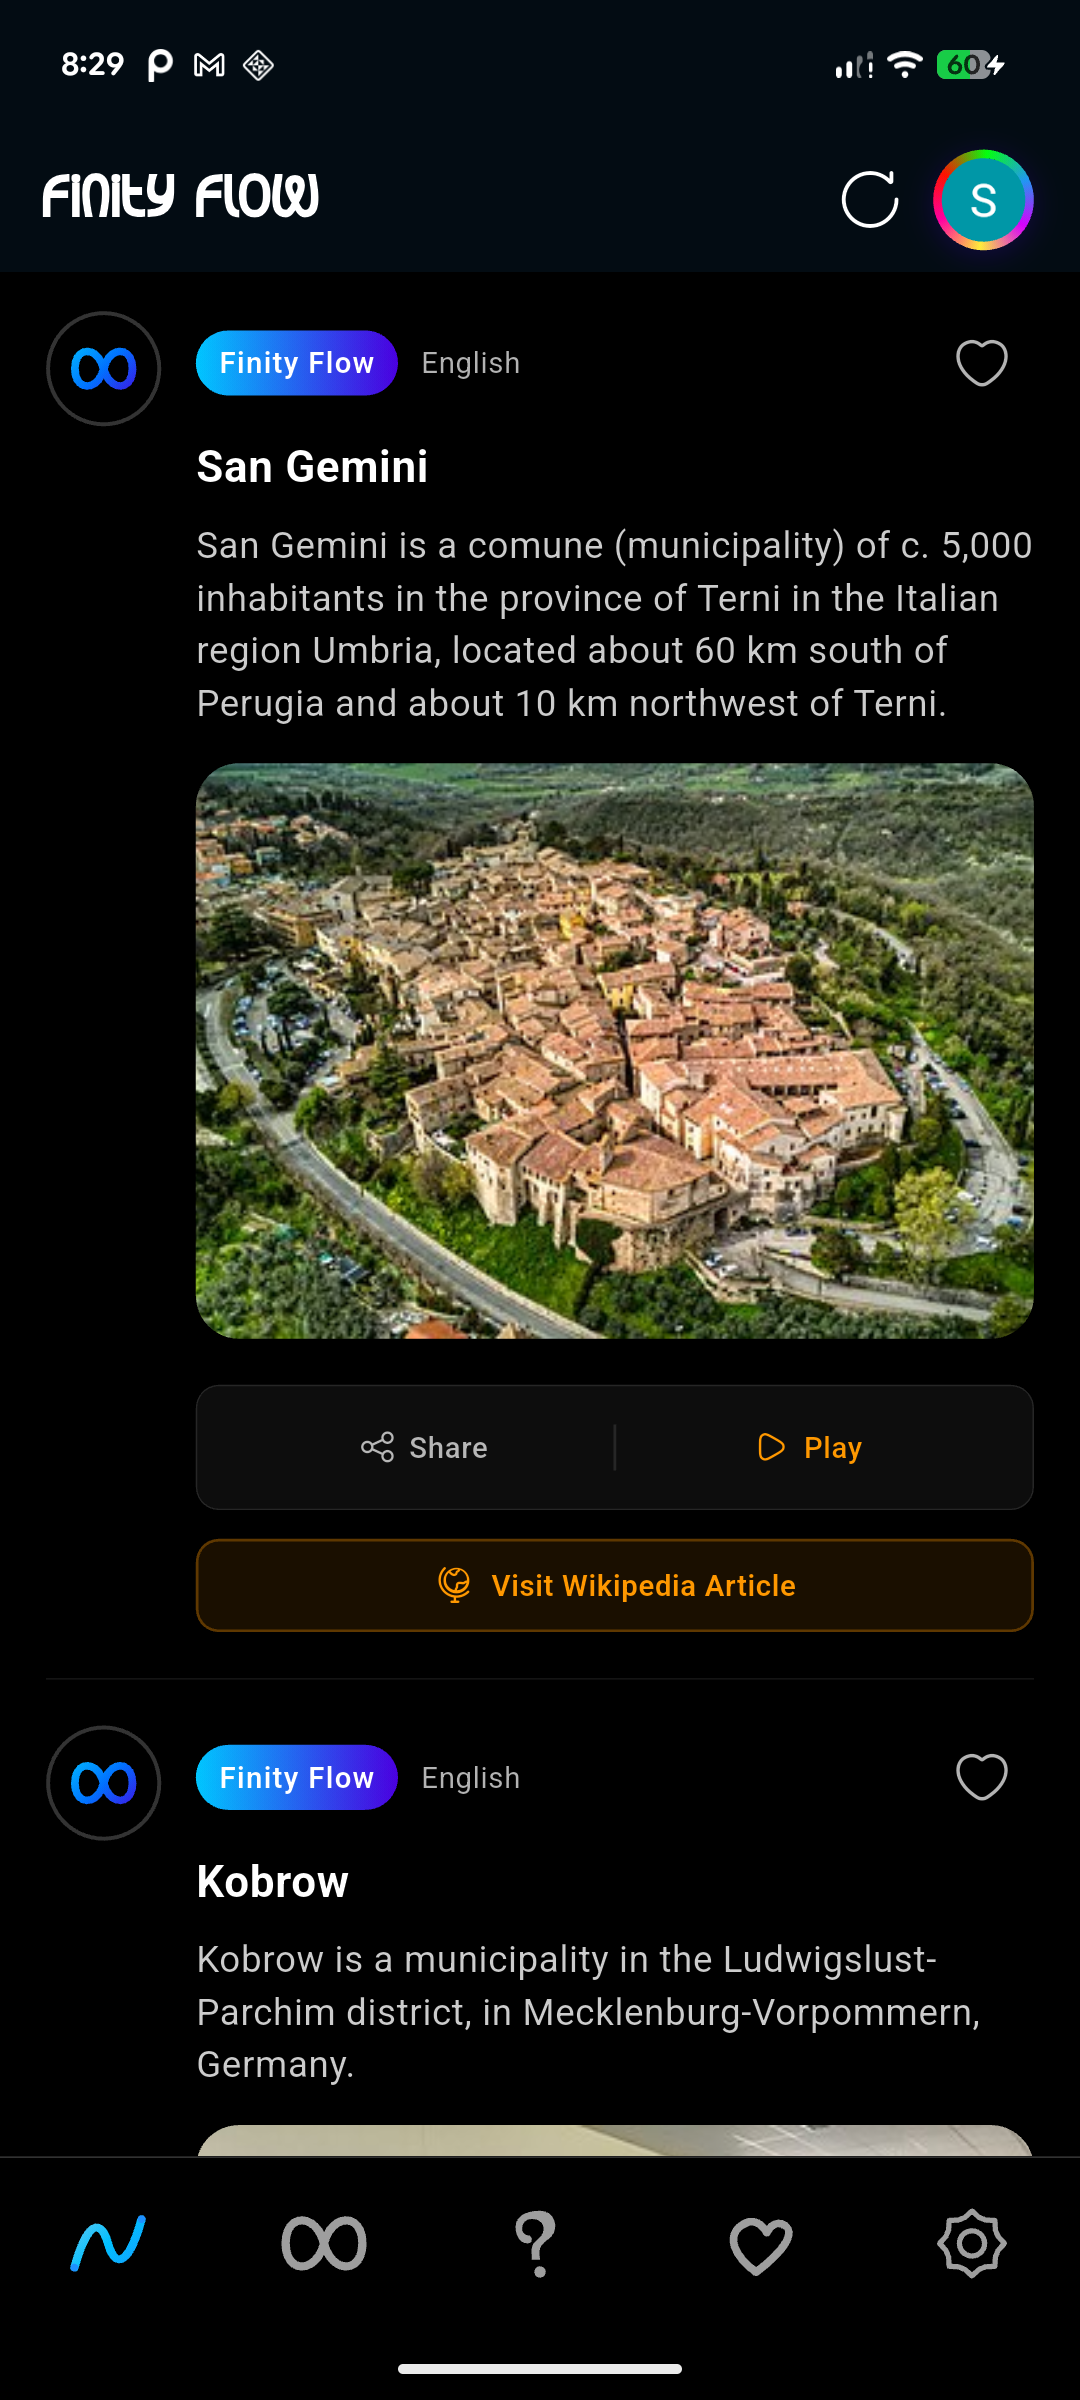 8:29
60
Finity Flow
S
Finity Flow English
San Gemini
San Gemini is a comune (municipality) of c. 5,000
inhabitants in the province of Terni in the Italian
region Umbria, located about 60 km south of
Perugia and about 10 km northwest of Terni.
Share
Play
Visit Wikipedia Article
Finity Flow English
Kobrow
Kobrow is a municipality in the Ludwigslust-
Parchim district, in Mecklenburg-Vorpommern,
Germany.